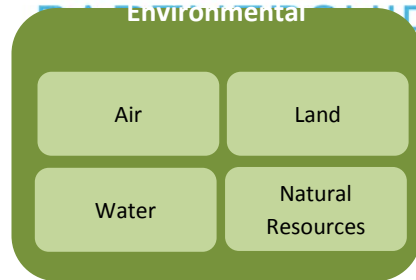 Environmental
Air
Land
Water
Natural
Resources